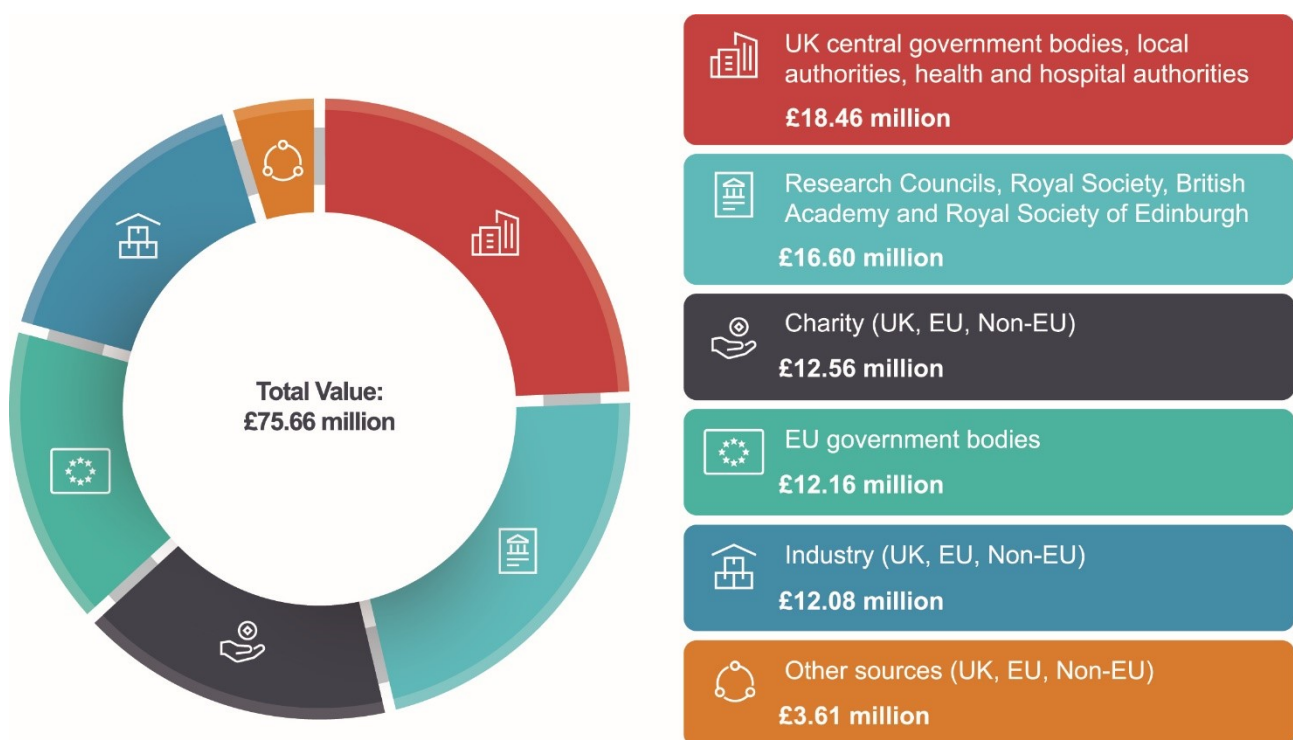 Total Value:
£75.66 million
UK central government bodies, local
authorities, health and hospital authorities
£18.46 million
Research Councils, Royal Society, British
Academy and Royal Society of Edinburgh
£16.60 million
Charity (UK, EU, Non-EU)
£12.56 million
EU government bodies
£12.16 million
Industry (UK, EU, Non-EU)
£12.08 million
Other sources (UK, EU, Non-EU)
£3.61 million